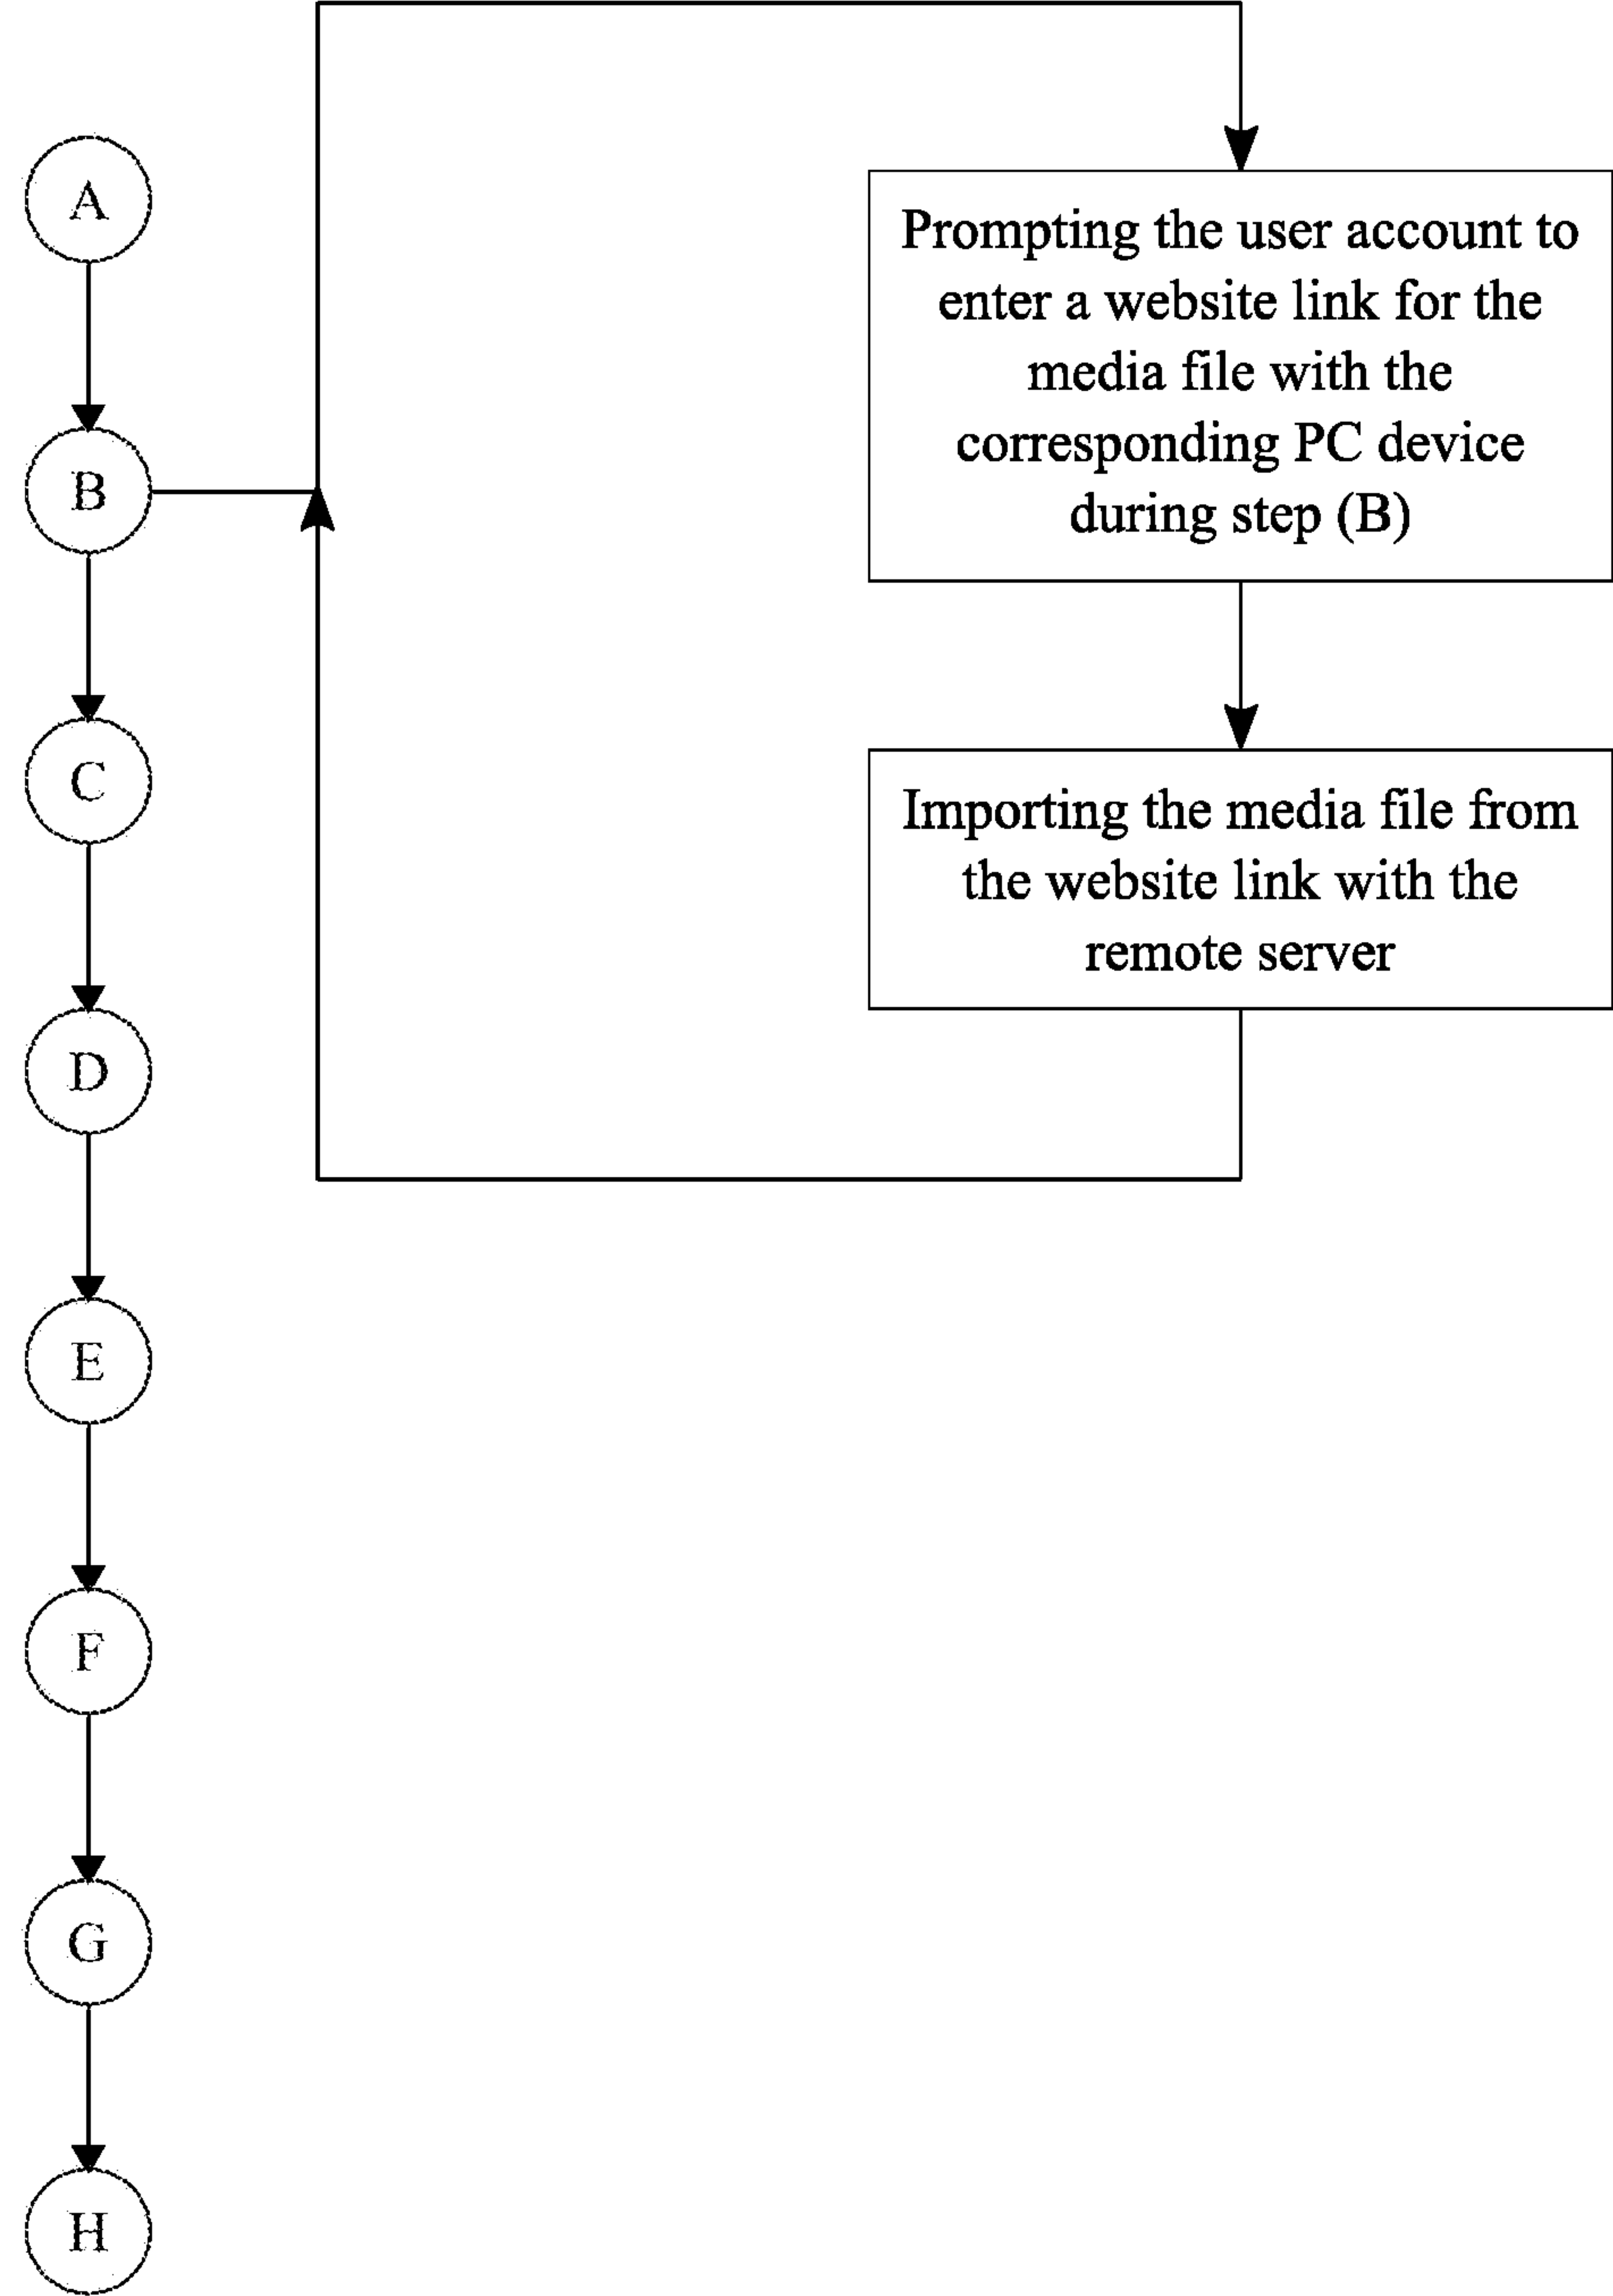 A
B
C
D
E
F
G
H
Prompting the user account to
enter a website link for the
media file with the
corresponding PC device
during step (B)
Importing the media file from
the website link with the
remote server